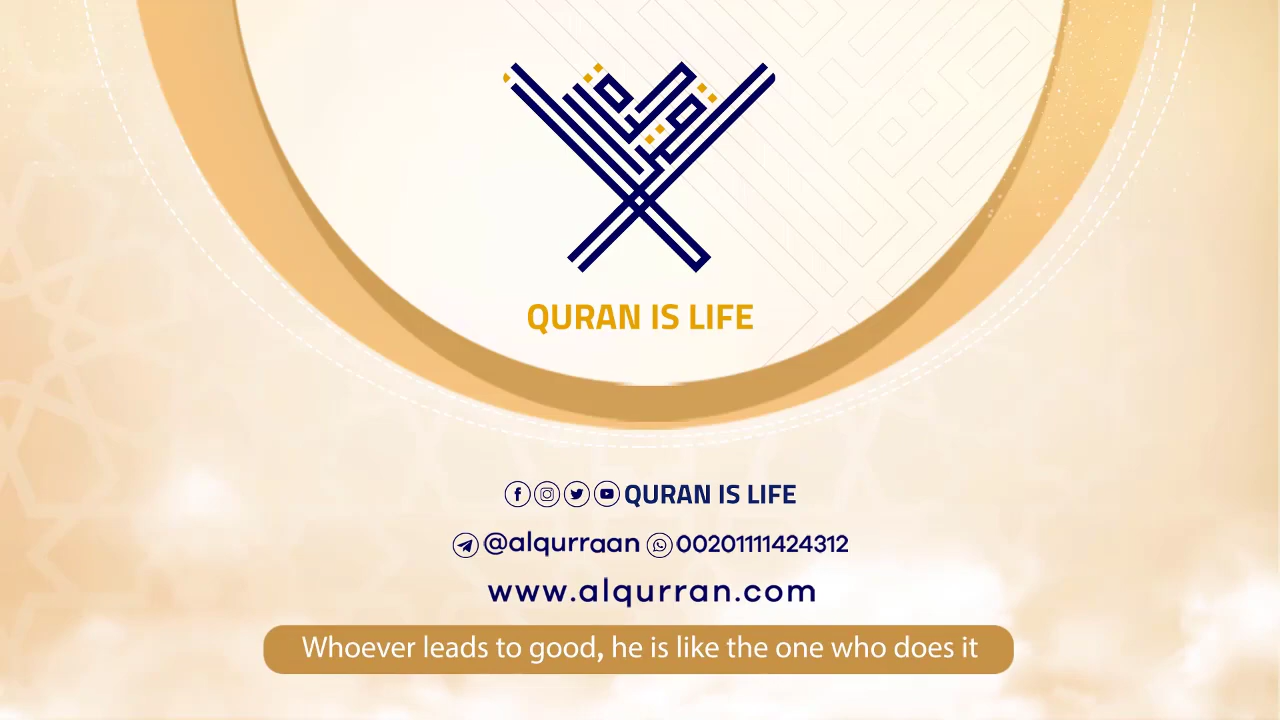 QURAN IS LIFE
QURAN IS LIFE
@alqurraan 00201111424312
www.alqurran.com
Whoever leads to good, he is like the one who does it